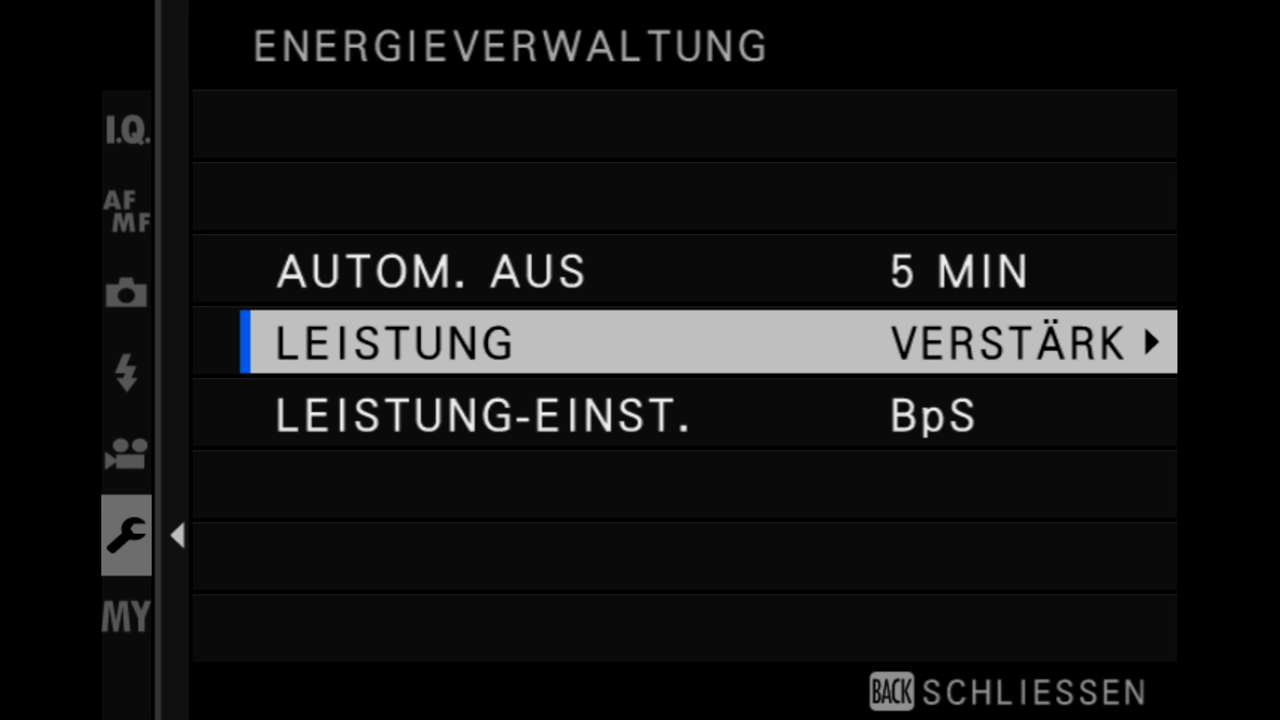 ENERGIEVERWALTUNG
I.Q.
AF
MF
AUTOM. AUS 5 MIN
LEISTUNG VERSTÄRK
LEISTUNG-EINST. BpS
MY
BACK SCHLIESSEN